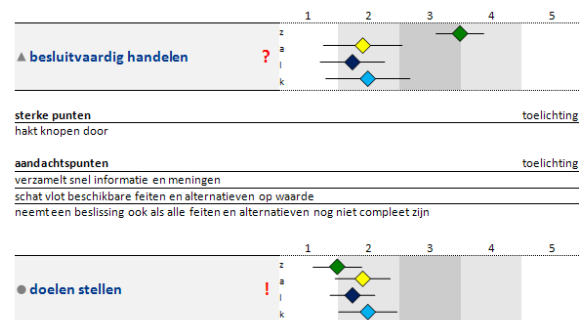 1 2 3 4 5
▲ besluitvaardig handelen ?
z
a
l
k
sterke punten toelichting
hakt knopen door
aandachtspunten toelichting
verzamelt snel informatie en meningen
schat vlot beschikbare feiten en alternatieven op waarde
neemt een beslissing ook als alle feiten en alternatieven nog niet compleet zijn
1 2 3 4 5
● doelen stellen !
z
a
l
k